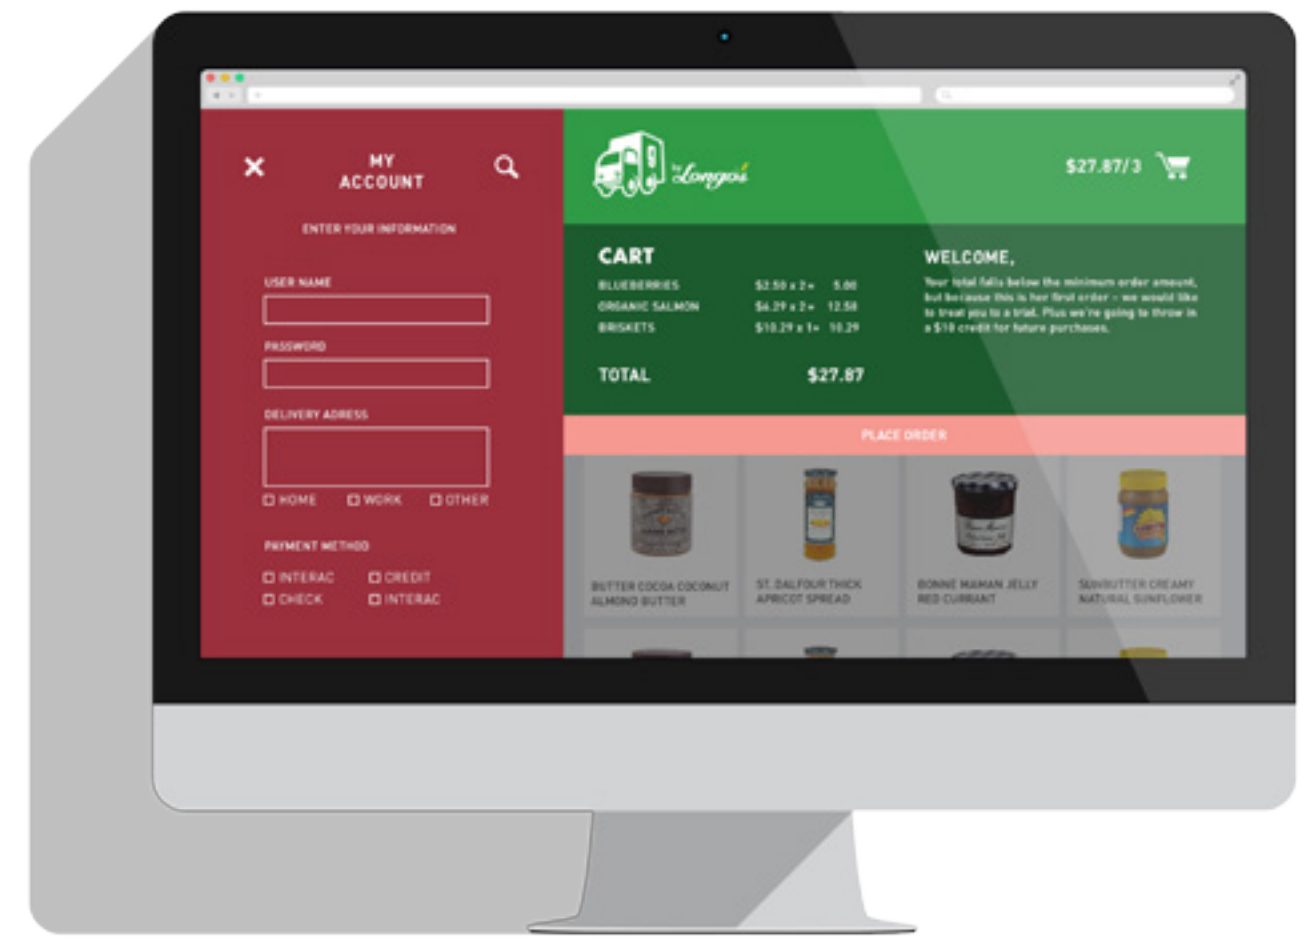 MY
ACCOUNT
ENTER YOUR INFORMATION
USER NAME
PASSWORD
DELIVERY ADRESS
HOME WORK OTHER
PAYMENT METHOD
INTERAC CREDIT
CHECK INTERAC
by Longo's
$27.87/3
CART
BLUEBERRIES $2.50 x 2= 5.00
ORGANIC SALMON $6.29 x 2= 12.58
BRISKETS $10.29 x 1= 10.29
TOTAL $27.87
WELCOME,
Your total falls below the minimum order amount,
but because this is her first order – we would like
to treat you to a trial. Plus we're going to throw in
a $10 credit for future purchases.
PLACE ORDER
BUTTER COCOA COCONUT
ALMOND BUTTER
ST. DALFOUR THICK
APRICOT SPREAD
BONNE MAMAN JELLY
RED CURRANT
SUNBUTTER CREAMY
NATURAL SUNFLOWER